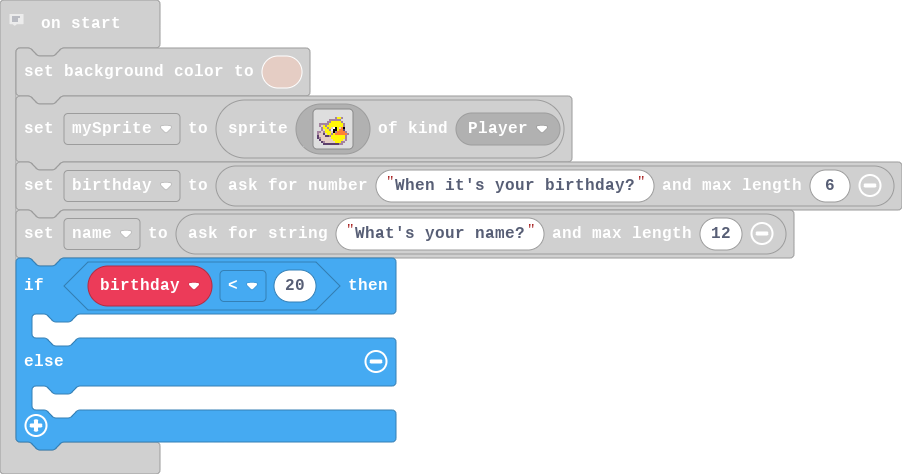 on start
set background color to
set mySprite to sprite of kind Player
set birthday to ask for number "When it's your birthday?" and max length 6
set name to ask for string "What's your name?" and max length 12
if birthday < 20 then
else